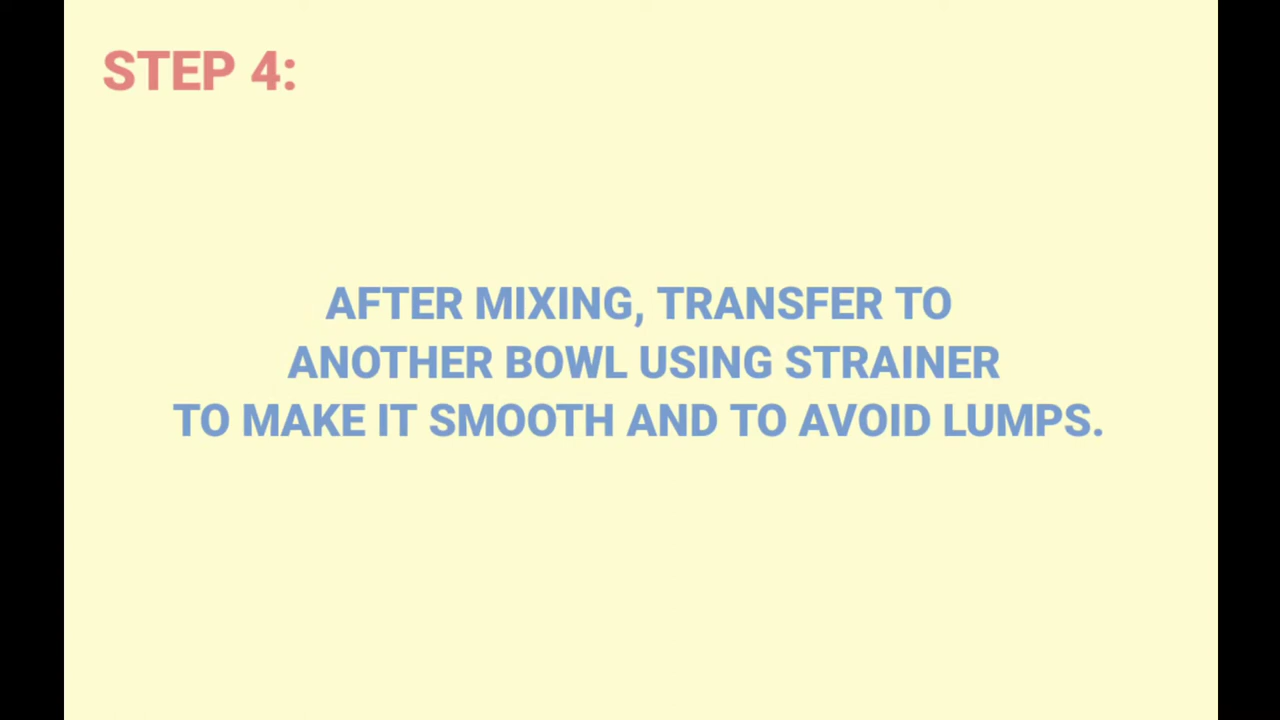 STEP 4:
AFTER MIXING, TRANSFER TO
ANOTHER BOWL USING STRAINER
TO MAKE IT SMOOTH AND TO AVOID LUMPS.